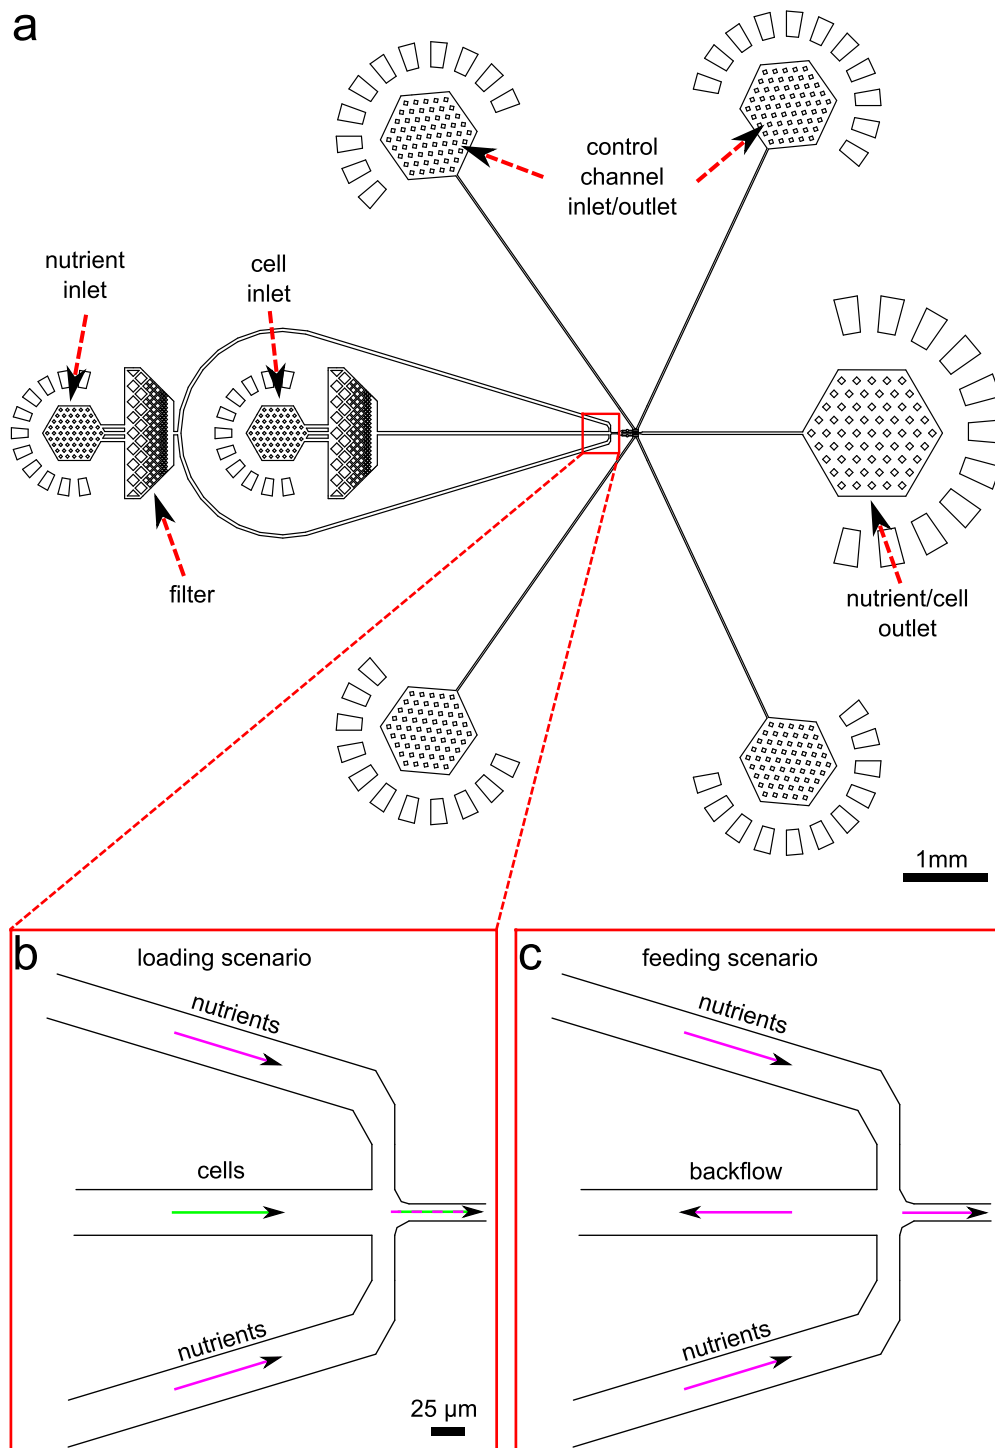 a
control
channel
inlet/outlet
nutrient
inlet
cell
inlet
filter
nutrient/cell
outlet
1mm
b
loading scenario
nutrients
cells
nutrients
25 µm
c
feeding scenario
nutrients
backflow
nutrients